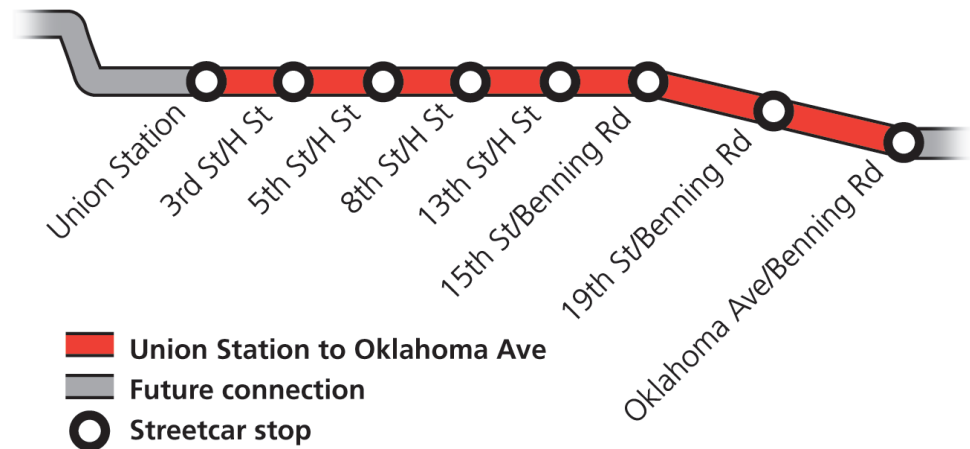 Union Station
3rd St/H St
5th St/H St
8th St/H St
13th St/H St
15th St/Benning Rd
19th St/Benning Rd
Oklahoma Ave/Benning Rd
Union Station to Oklahoma Ave
Future connection
Streetcar stop